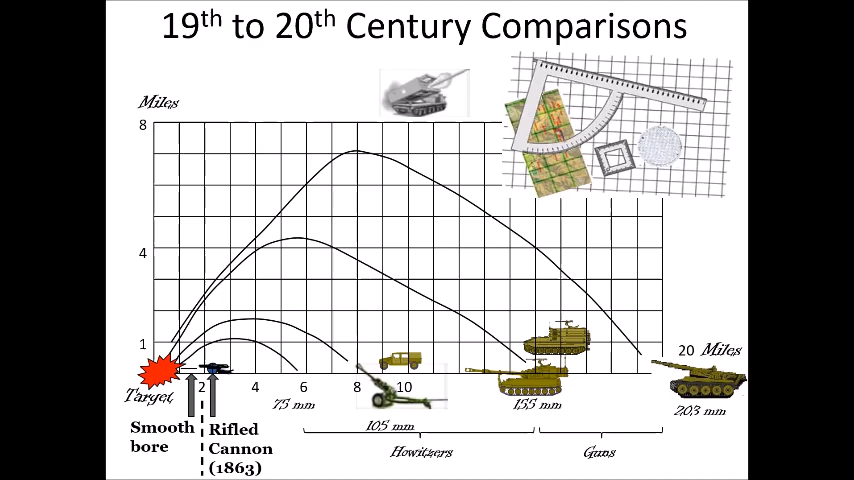 19th to 20th Century Comparisons
Miles
8
4
1
20 Miles
Target
2 4 6 8 10
75 mm
155 mm
203 mm
105 mm
Smooth
bore
Rifled
Cannon
(1863)
Howitzers
Guns